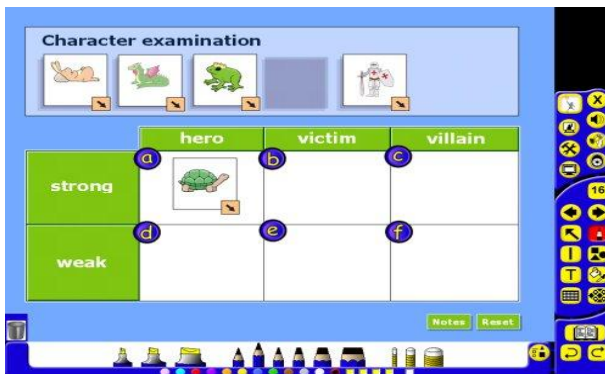 Character examination
hero victim villain
a b c
strong
d e f
weak
Notes Reset
X
16
T